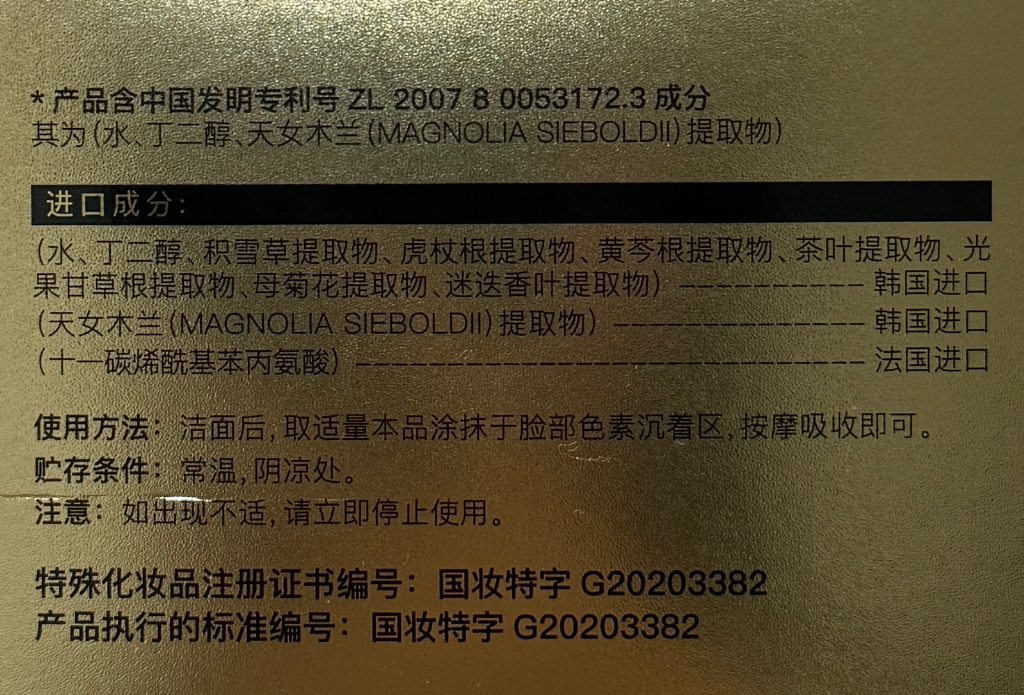 * 产品含中国发明专利号 ZL 2007 8 0053172.3 成分
其为(水、丁二醇、天女木兰(MAGNOLIA SIEBOLDII)提取物)
进口成分:
(水、丁二醇、积雪草提取物、虎杖根提取物、黄芩根提取物、茶叶提取物、光
果甘草根提取物、母菊花提取物、迷迭香叶提取物) ---------- 韩国进口
(天女木兰(MAGNOLIA SIEBOLDII)提取物) -------------- 韩国进口
(十一碳烯酰基苯丙氨酸) ---------------------------- 法国进口
使用方法: 洁面后,取适量本品涂抹于脸部色素沉着区,按摩吸收即可。
贮存条件: 常温,阴凉处。
注意: 如出现不适,请立即停止使用。
特殊化妆品注册证书编号: 国妆特字 G20203382
产品执行的标准编号: 国妆特字 G20203382